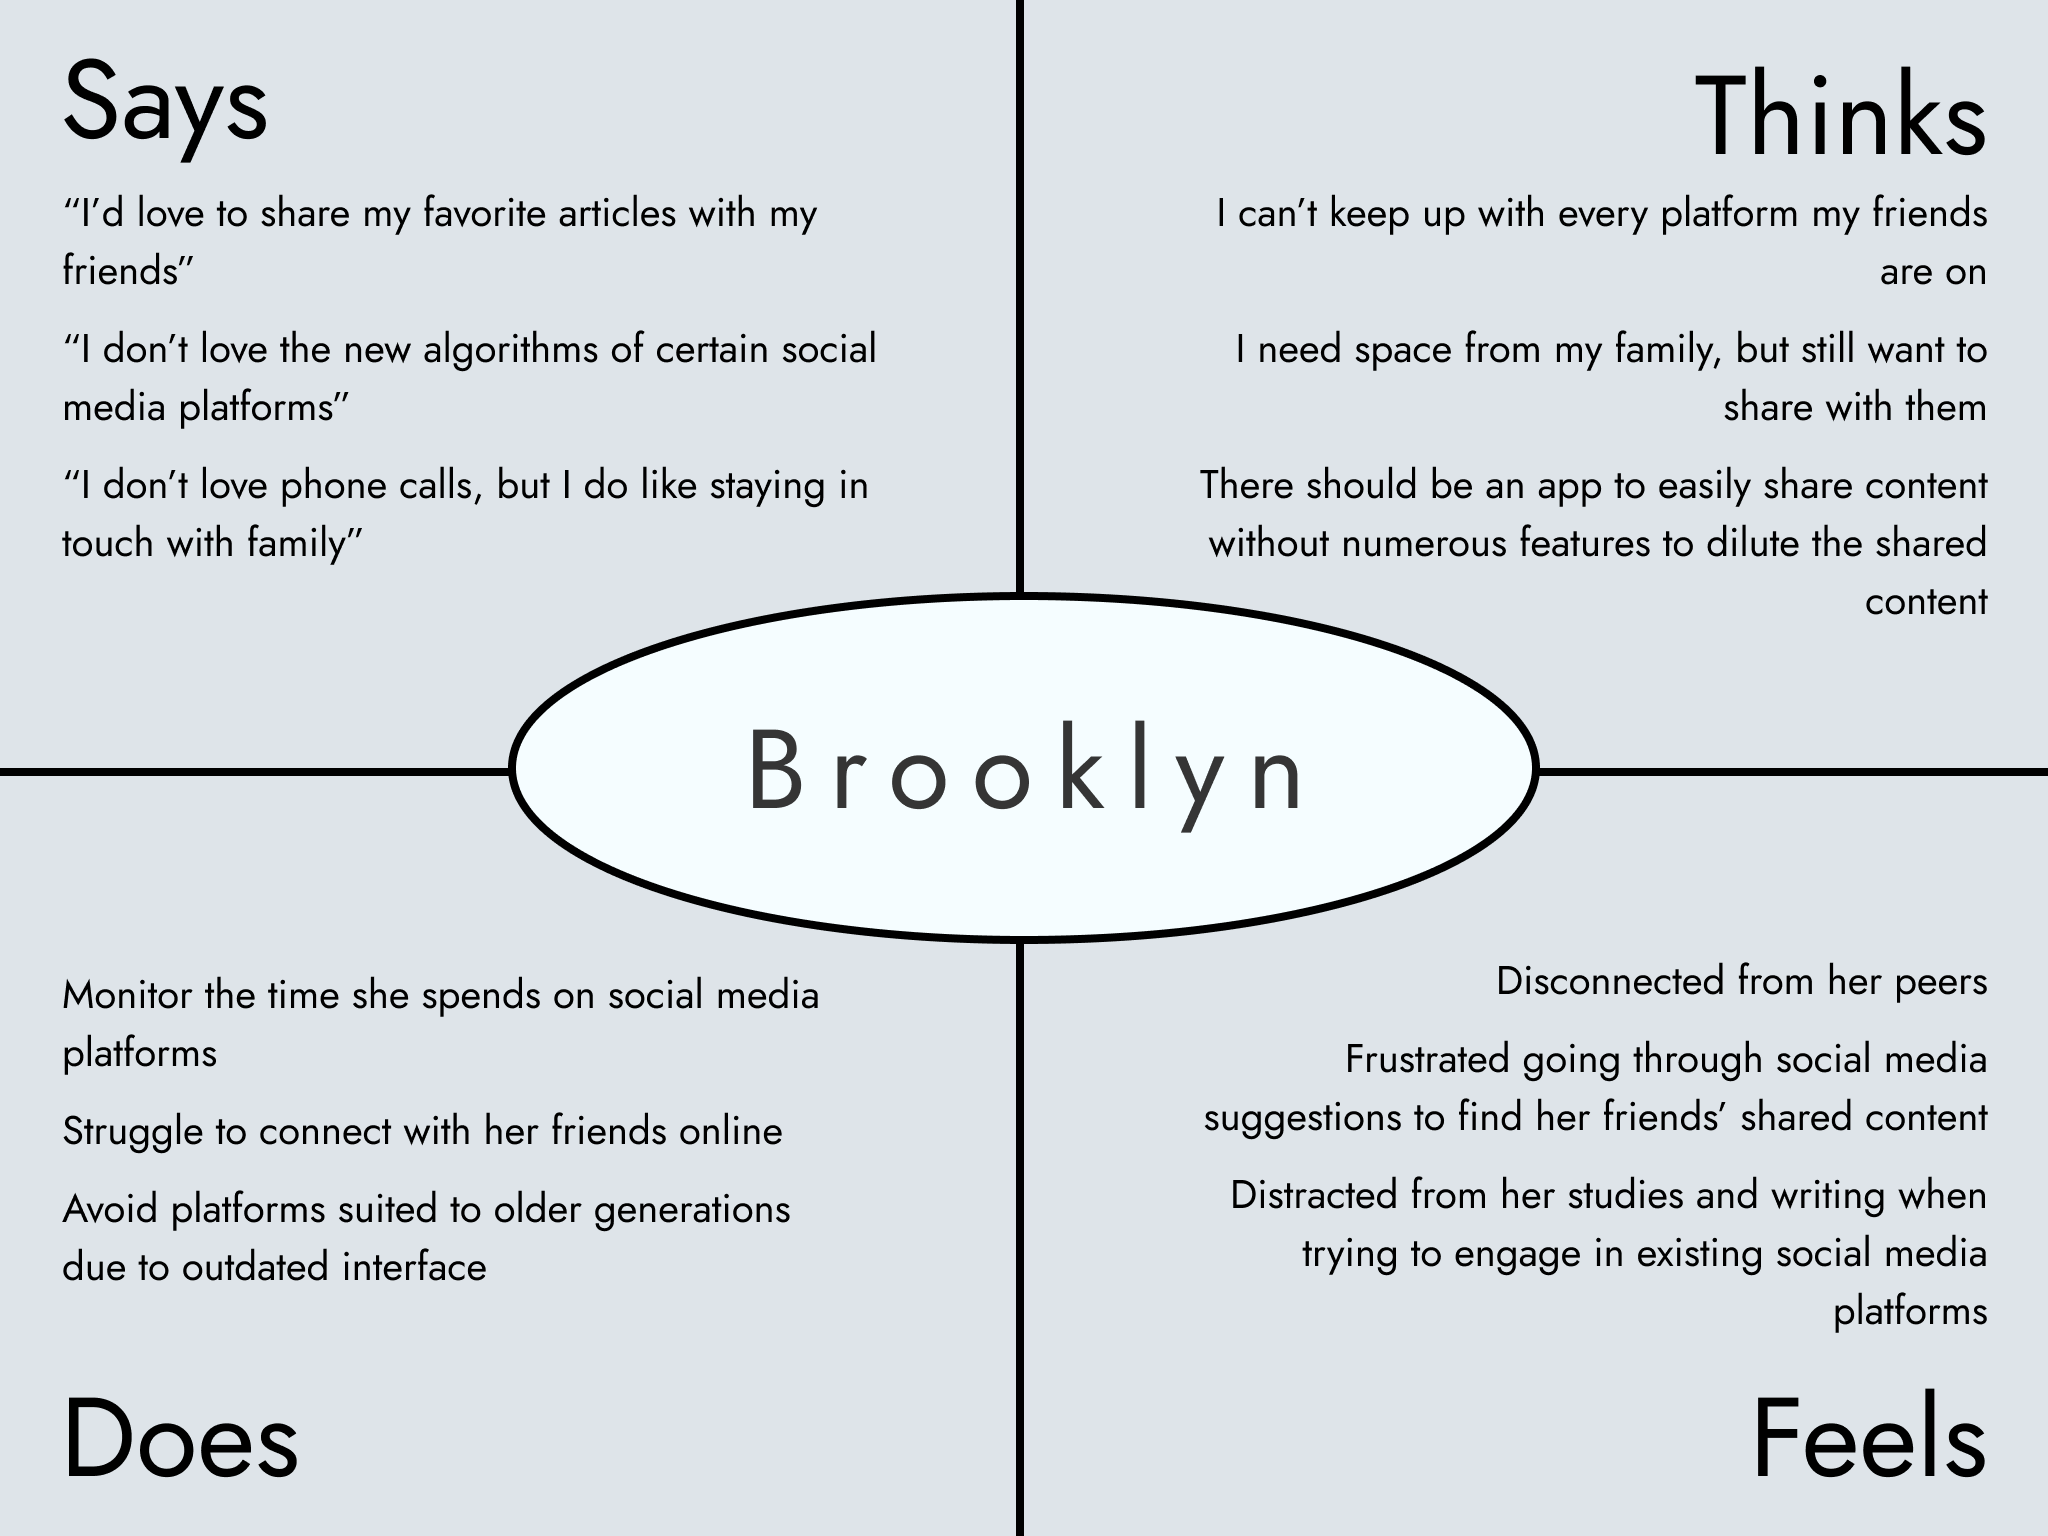 Says
“I’d love to share my favorite articles with my
friends”
“I don’t love the new algorithms of certain social
media platforms”
“I don’t love phone calls, but I do like staying in
touch with family”
Thinks
I can’t keep up with every platform my friends
are on
I need space from my family, but still want to
share with them
There should be an app to easily share content
without numerous features to dilute the shared
content
Brooklyn
Monitor the time she spends on social media
platforms
Struggle to connect with her friends online
Avoid platforms suited to older generations
due to outdated interface
Does
Disconnected from her peers
Frustrated going through social media
suggestions to find her friends’ shared content
Distracted from her studies and writing when
trying to engage in existing social media
platforms
Feels